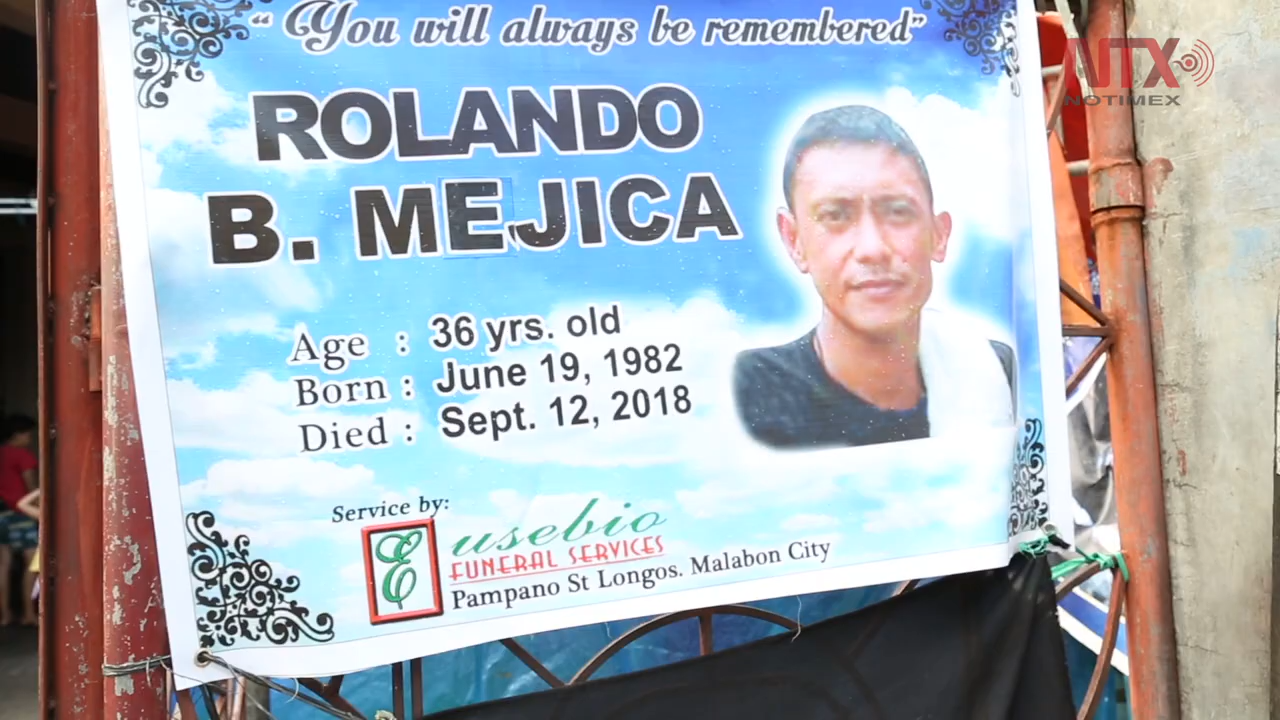 “You will always be remembered”
NTX
NOTIMEX
ROLANDO
B. MEJICA
Age : 36 yrs. old
Born : June 19, 1982
Died : Sept. 12, 2018
Service by:
Eusebio
FUNERAL SERVICES
Pampano St Longos. Malabon City